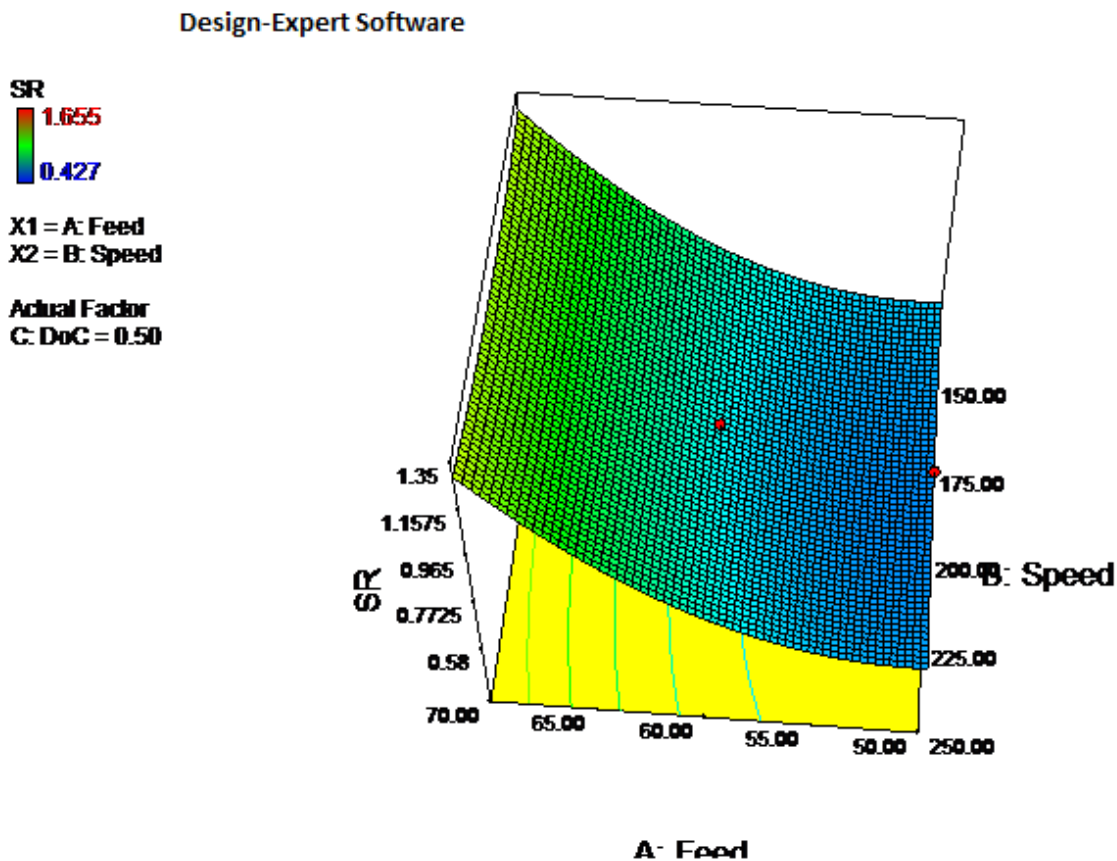 Design-Expert Software
SR
1.655
0.427
X1 = A: Feed
X2 = B: Speed
Actual Factor
C: DoC = 0.50
150.00
1.35
175.00
1.1575
0.965
200.00
B: Speed
SR
0.7725
0.58
225.00
70.00
65.00
60.00
55.00
50.00
250.00
A: Feed